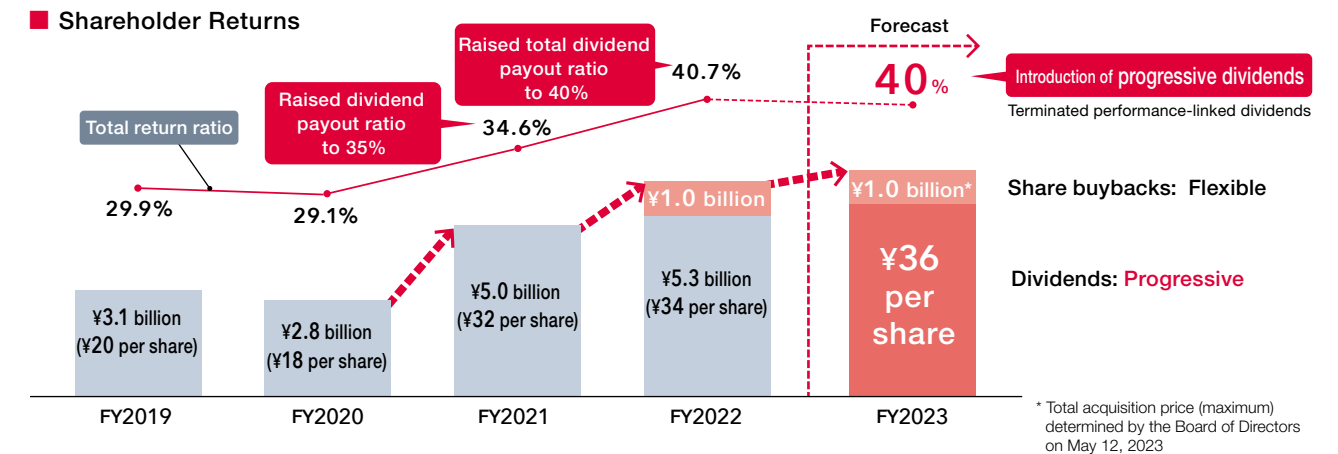 Shareholder Returns
Forecast
Raised total dividend
payout ratio
to 40%
40.7%
40%
Introduction of progressive dividends
Terminated performance-linked dividends
Raised dividend
payout ratio
to 35%
34.6%
Total return ratio
29.9%
29.1%
¥1.0 billion
¥1.0 billion*
Share buybacks: Flexible
¥3.1 billion
(¥20 per share)
¥2.8 billion
(¥18 per share)
¥5.0 billion
(¥32 per share)
¥5.3 billion
(¥34 per share)
¥36
per
share
Dividends: Progressive
FY2019
FY2020
FY2021
FY2022
FY2023
* Total acquisition price (maximum)
determined by the Board of Directors
on May 12, 2023